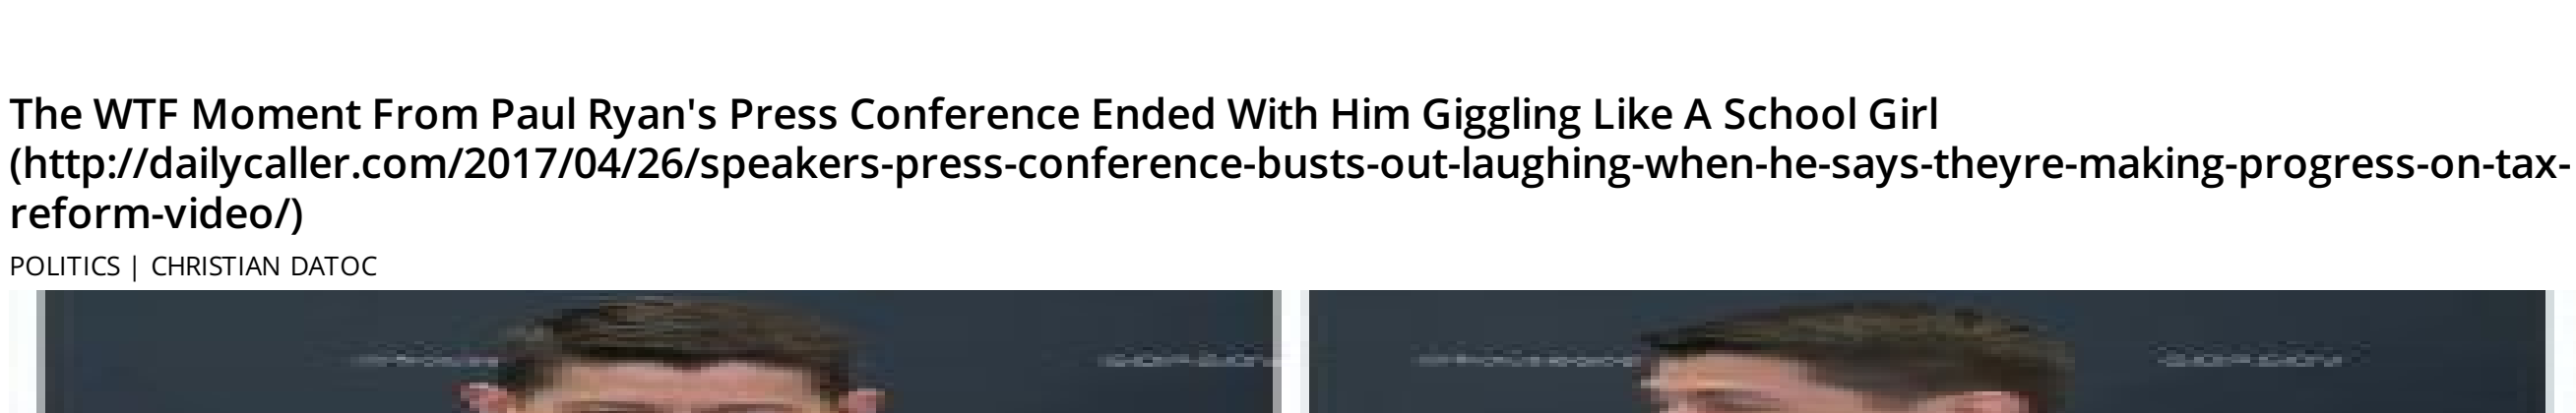 The WTF Moment From Paul Ryan's Press Conference Ended With Him Giggling Like A School Girl
(http://dailycaller.com/2017/04/26/speakers-press-conference-busts-out-laughing-when-he-says-theyre-making-progress-on-tax-
reform-video/)
POLITICS | CHRISTIAN DATOC